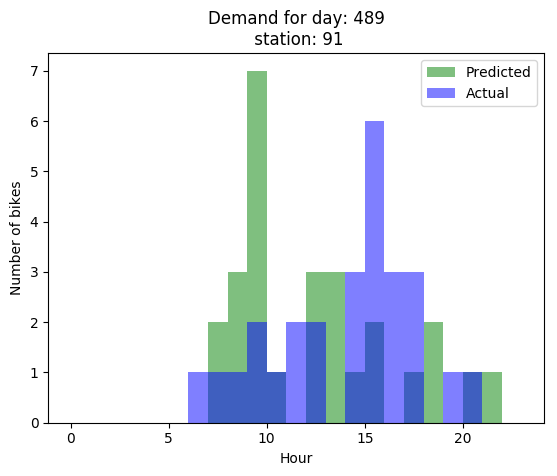 Demand for day: 489
station: 91
Predicted
Actual
Number of bikes
7
6
5
4
3
2
1
0
0 5 10 15 20
Hour